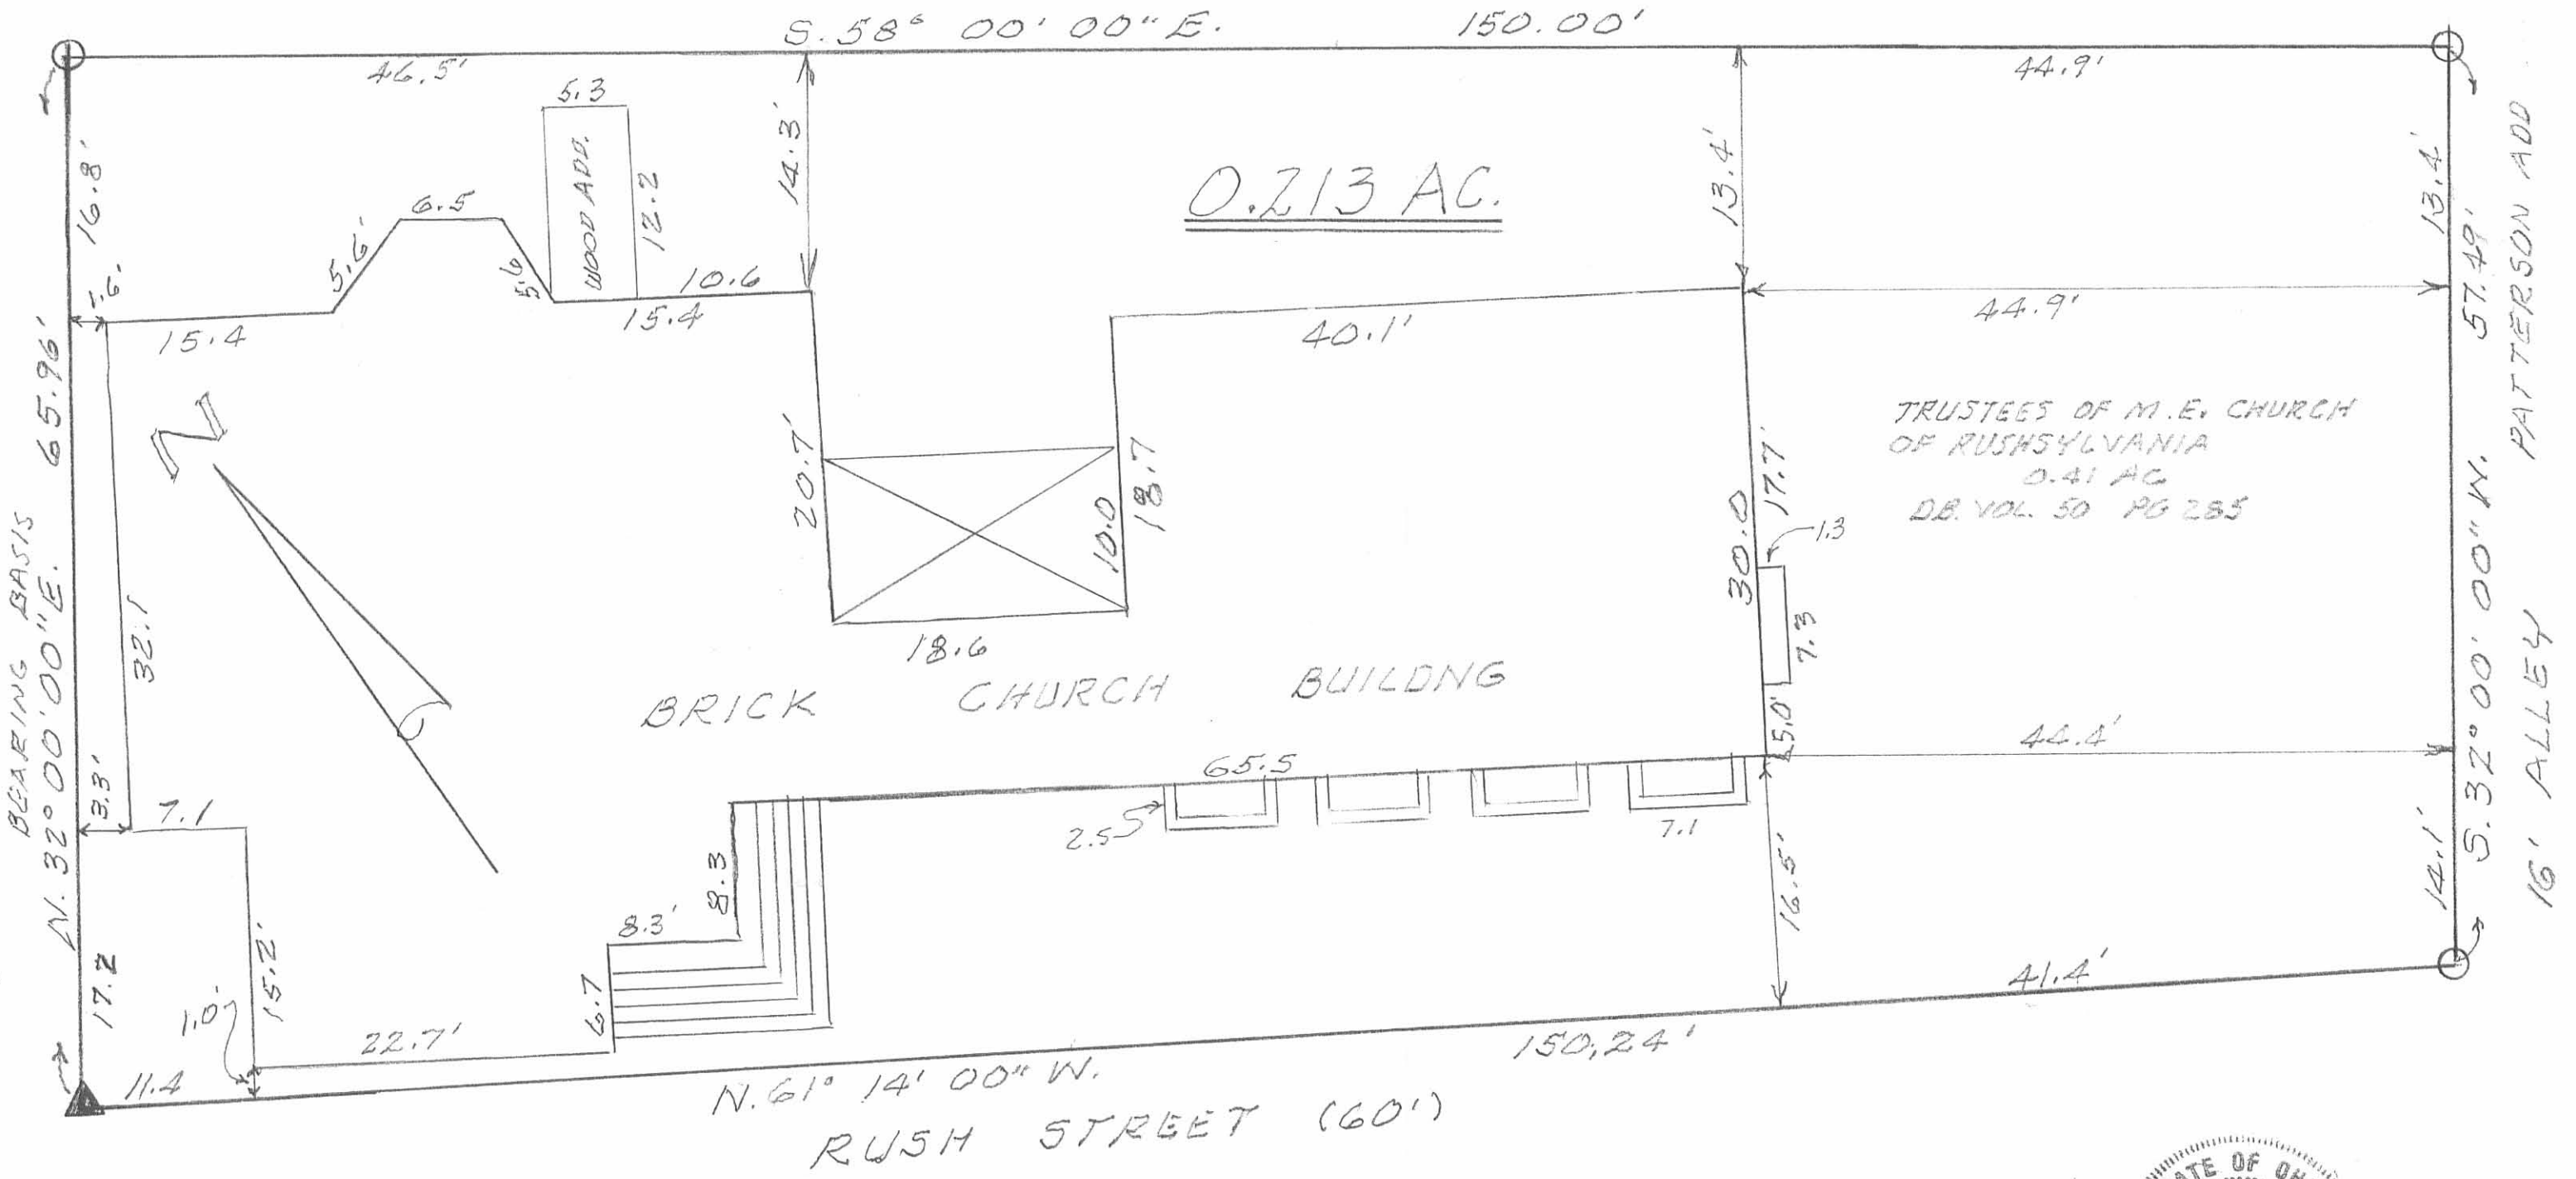 S. 58° 00' 00" E. 150.00'
46.5'
44.9'
5.3
WOOD ADD.
12.2
14.3'
0.213 AC.
13.4'
13.4'
16.8'
6.5
5.6'
5.6
10.6
15.4
15.4
40.1'
44.9'
57.49'
PATTERSON ADD
BEARING BASIS
N. 32° 00' 00" E. 65.96'
N
32.1
20.7'
10.0
18.7
18.6
30.0
17.7'
1.3
7.3
5.0'
TRUSTEES OF M.E. CHURCH
OF RUSHSYLVANIA
0.41 AC
D.B. VOL. 50 PG 285
BRICK CHURCH BUILDNG
3.3'
7.1
65.5
44.4'
S. 32° 00' 00" W.
16' ALLEY
2.5
7.1
8.3
8.3'
16.5'
14.1'
17.2
15.2'
6.7
1.0'
22.7'
11.4
41.4'
150.24'
N. 61° 14' 00" W.
RUSH STREET (60')
STATE OF OH